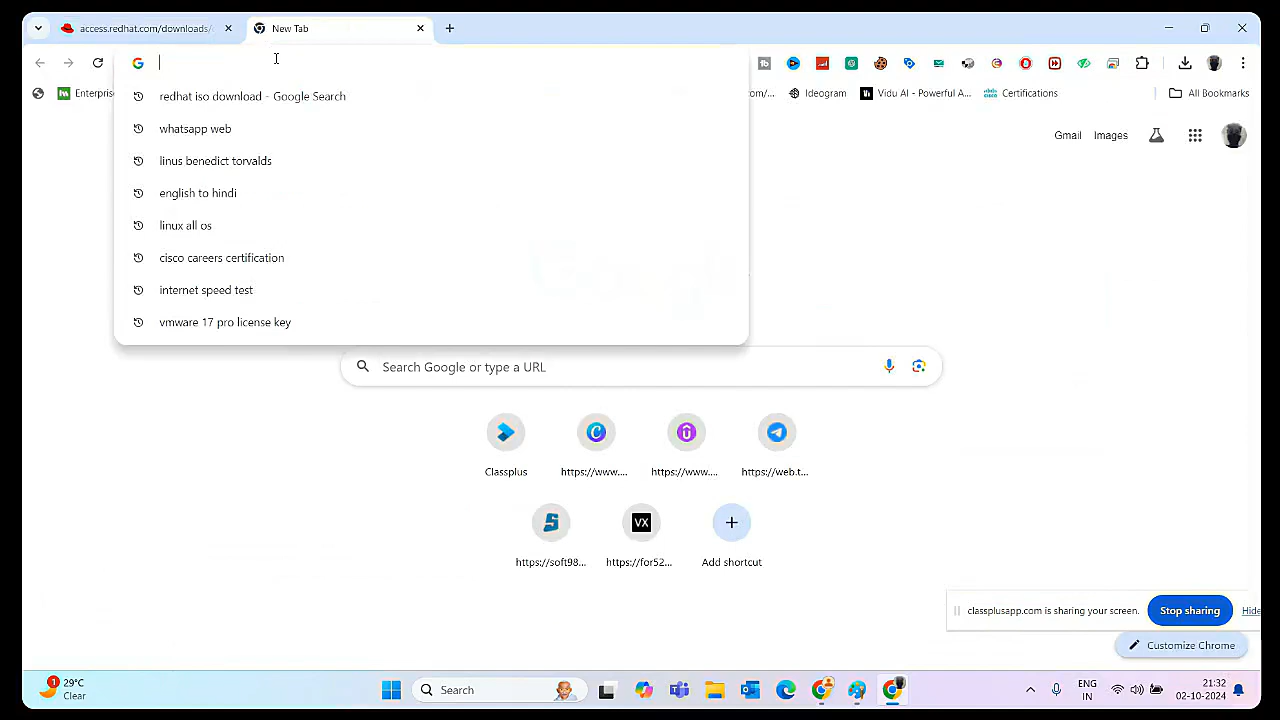 access.redhat.com/downloads/
New Tab
redhat iso download - Google Search
whatsapp web
linus benedict torvalds
english to hindi
linux all os
cisco careers certification
internet speed test
vmware 17 pro license key
Enterpris
om/...
Ideogram
Vidu AI - Powerful A...
Certifications
All Bookmarks
Gmail
Images
Search Google or type a URL
Classplus
https://www....
https://www....
https://web.t...
https://soft98...
https://for52...
Add shortcut
classplusapp.com is sharing your screen.
Stop sharing
Hide
Customize Chrome
29°C
Clear
Search
ENG
IN
21:32
02-10-2024